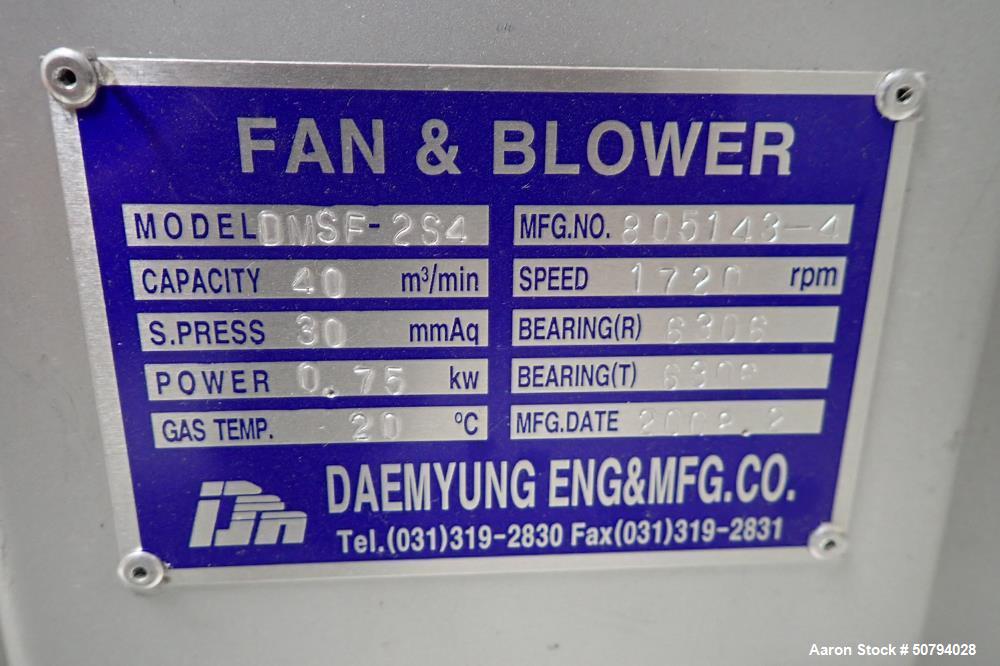 FAN & BLOWER
MODEL DMSF-2S4
CAPACITY 40 m³/min
S.PRESS 30 mmAq
POWER 0.75 kw
GAS TEMP. 20 °C
MFG.NO. 805143-4
SPEED 1720 rpm
BEARING(R) 6306
BEARING(T)
MFG.DATE
DAEMYUNG ENG&MFG.CO.
Tel.(031)319-2830 Fax(031)319-2831
Aaron Stock # 50794028